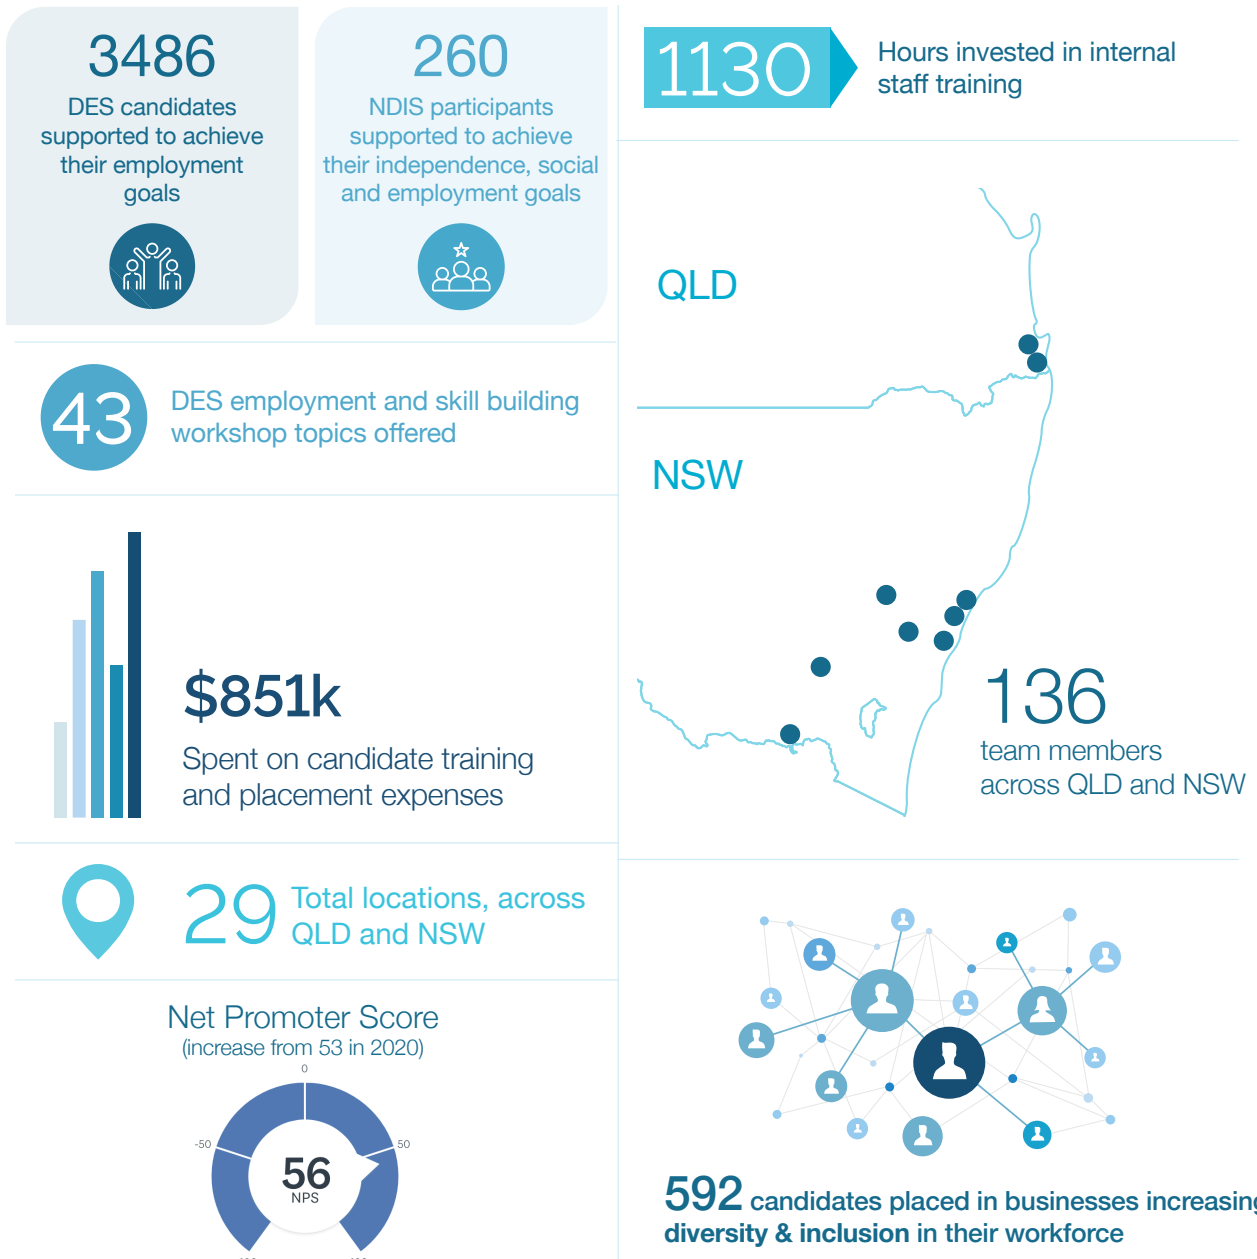 3486
DES candidates
supported to achieve
their employment
goals
260
NDIS participants
supported to achieve
their independence, social
and employment goals
43
DES employment and skill building
workshop topics offered
$851k
Spent on candidate training
and placement expenses
29
Total locations, across
QLD and NSW
Net Promoter Score
(increase from 53 in 2020)
0
-50
50
56
NPS
1130
Hours invested in internal
staff training
QLD
NSW
136
team members
across QLD and NSW
592 candidates placed in businesses increasing
diversity & inclusion in their workforce